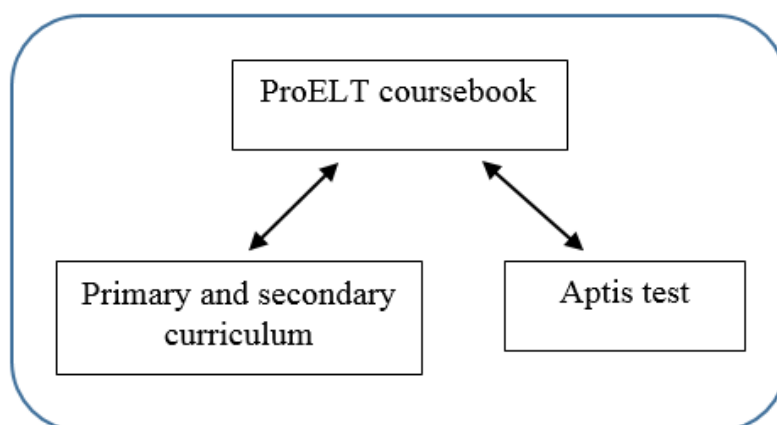 ProELT coursebook
Primary and secondary
curriculum
Aptis test